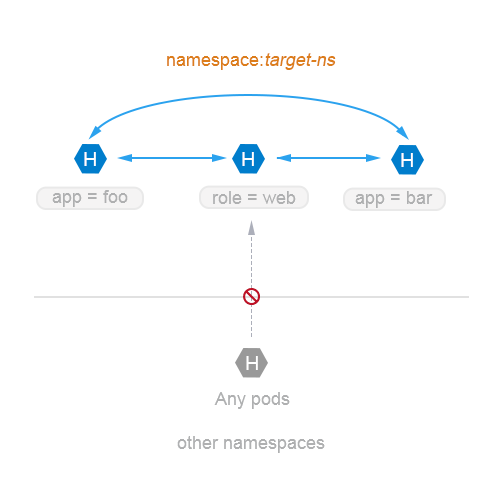 namespace:target-ns
H H H
app = foo role = web app = bar
H
Any pods
other namespaces